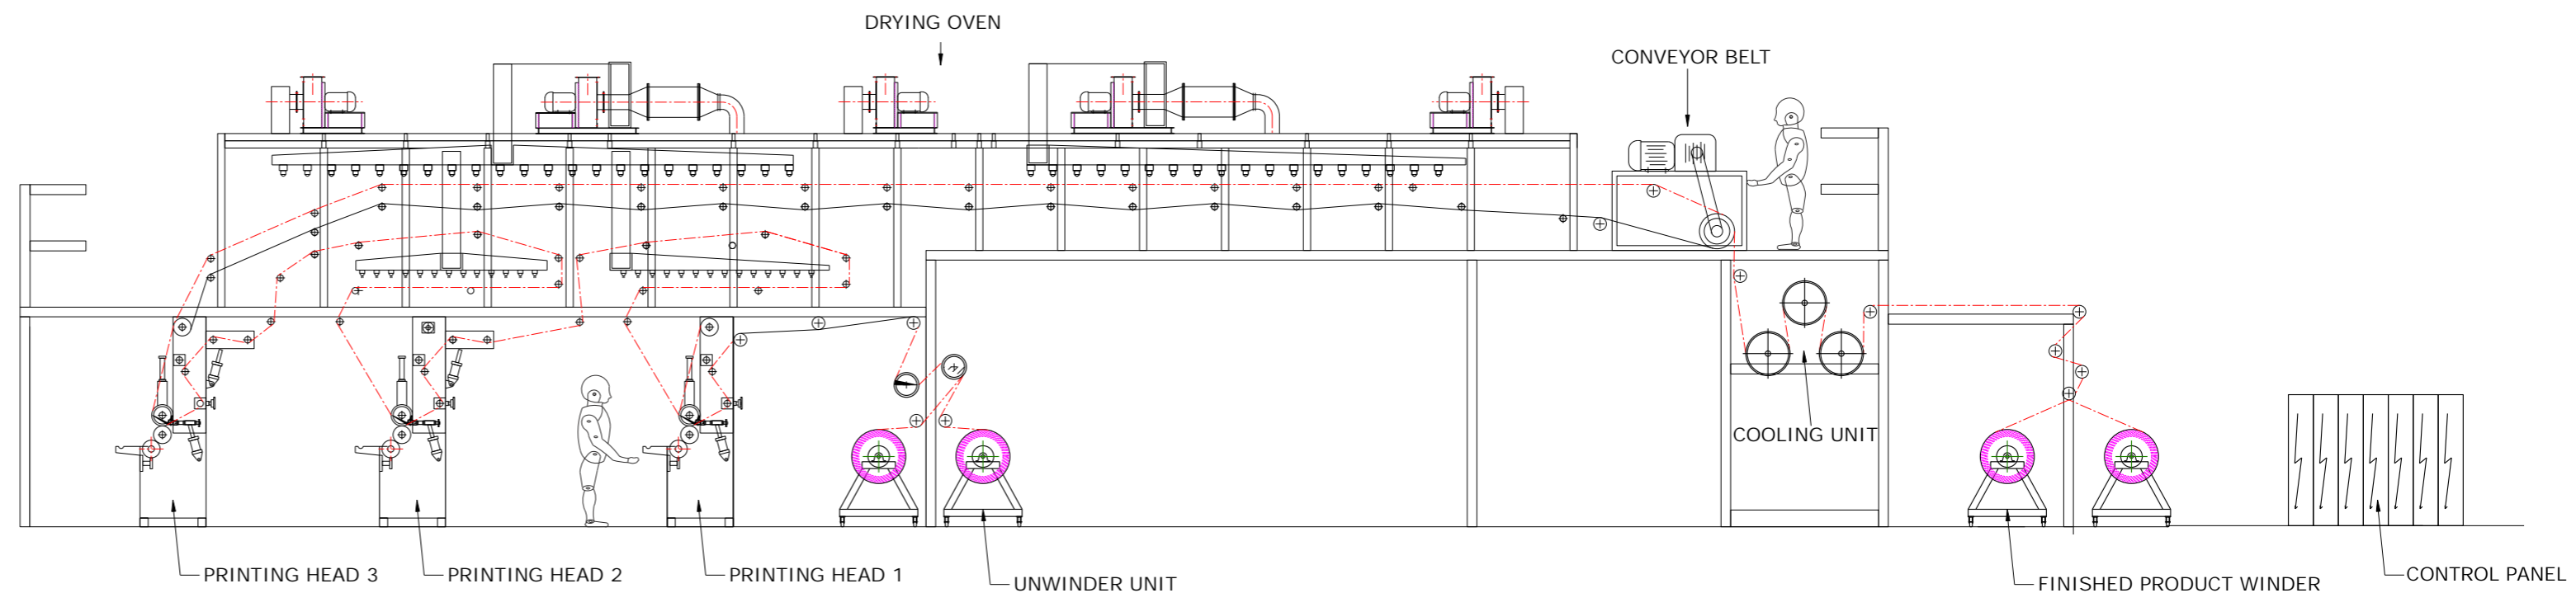 DRYING OVEN
CONVEYOR BELT
COOLING UNIT
PRINTING HEAD 3
PRINTING HEAD 2
PRINTING HEAD 1
UNWINDER UNIT
FINISHED PRODUCT WINDER
CONTROL PANEL